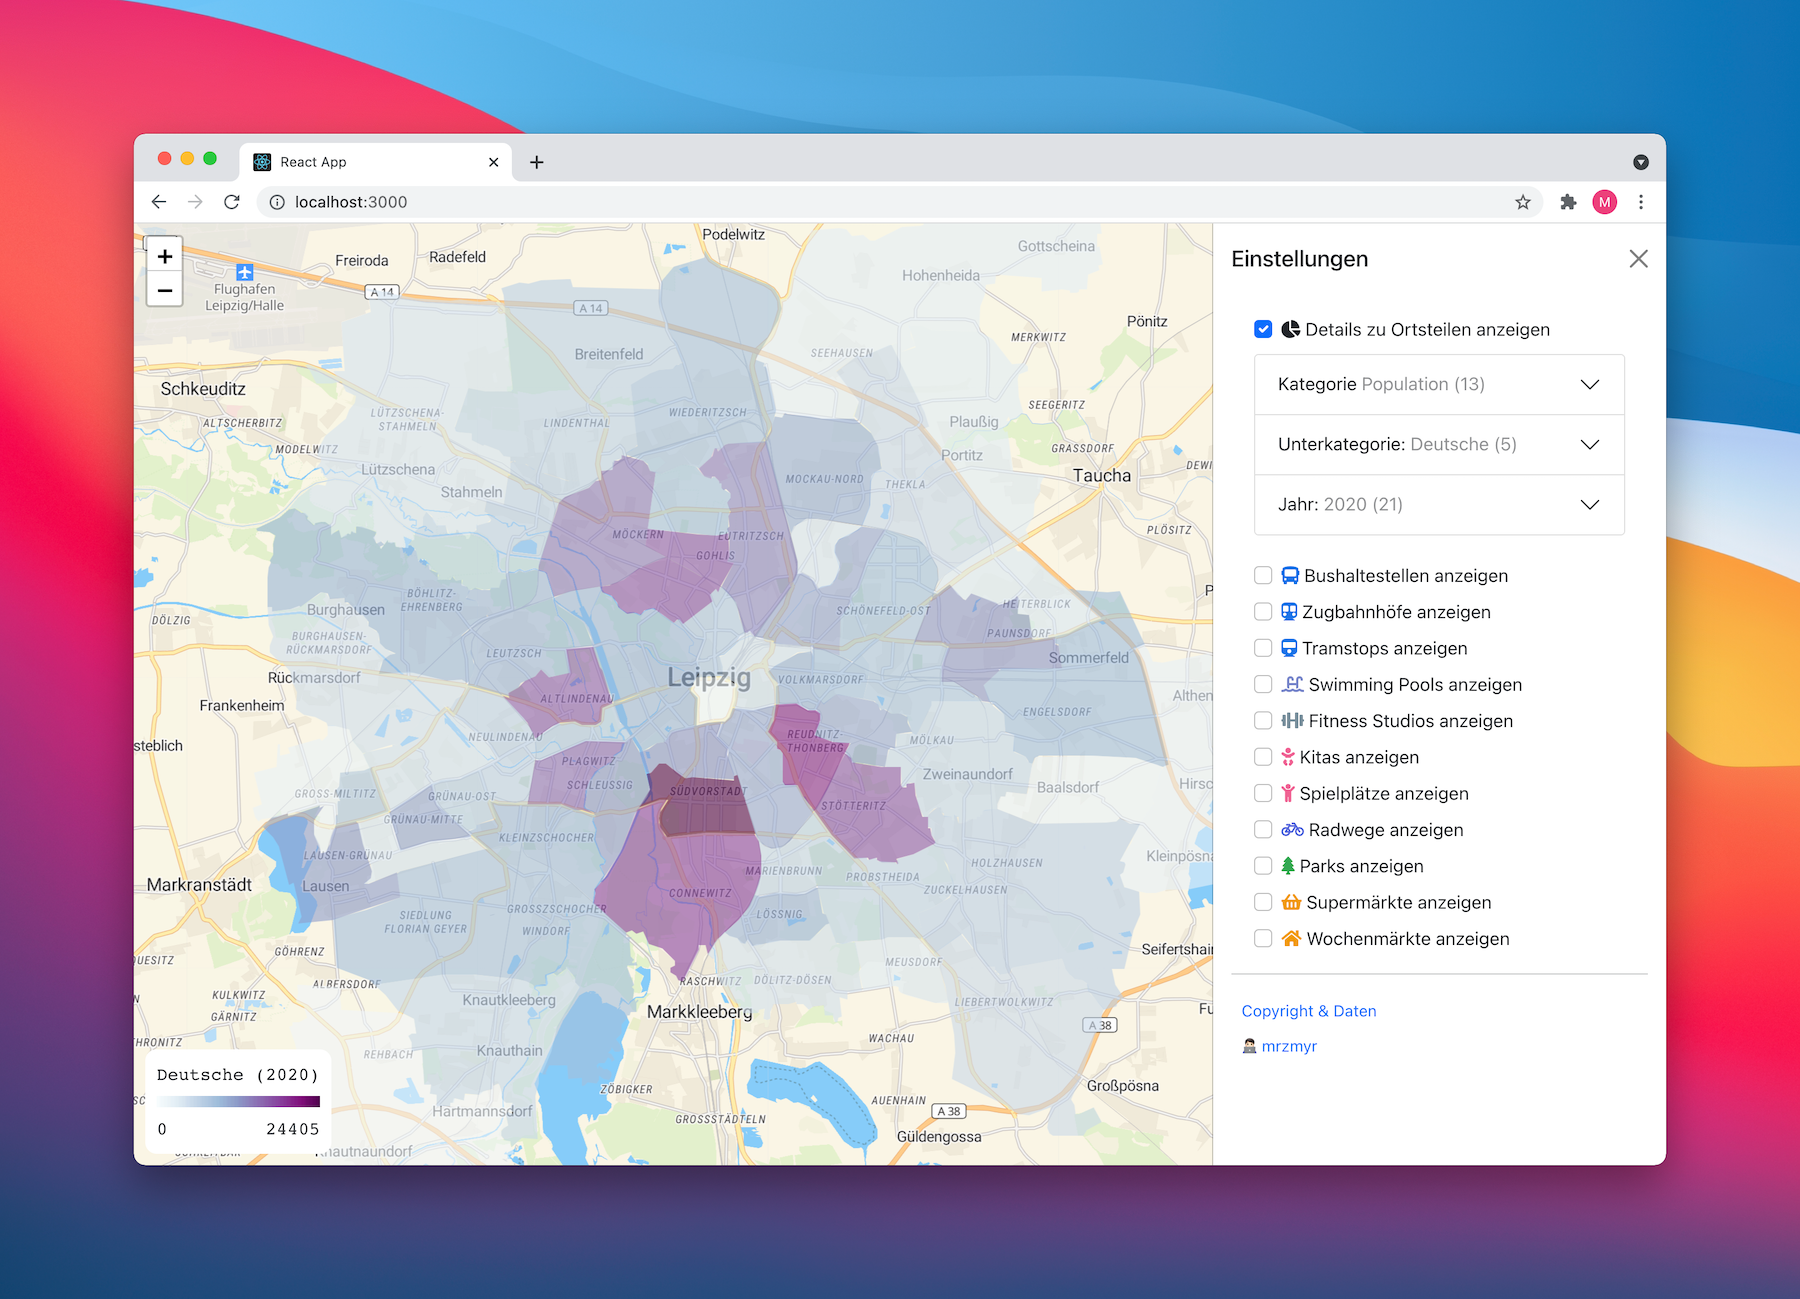 React App
localhost:3000
M
+
−
Podelwitz
Gottscheina
Freiroda
Radefeld
Hohenheida
Flughafen
Leipzig/Halle
A 14
A 14
Pönitz
MERKWITZ
Breitenfeld
SEEHAUSEN
Schkeuditz
SEEGERITZ
LÜTZSCHENA-
STAHMELN
WIEDERITZSCH
ALTSCHERBITZ
LINDENTHAL
Plaußig
MODELWITZ
GRASSDORF
Portitz
Lützschena
DEWI
Taucha
MOCKAU-NORD
THEKLA
Stahmeln
PLÖSITZ
MÖCKERN
EUTRITZSCH
GOHLIS
BÖHLITZ-
EHRENBERG
Burghausen
SCHÖNEFELD-OST
HEITERBLICK
DÖLZIG
BURGHAUSEN-
RÜCKMARSDORF
PAUNSDORF
LEUTZSCH
Sommerfeld
Leipzig
Rückmarsdorf
VOLKMARSDORF
Althen
ALTLINDENAU
Frankenheim
ENGELSDORF
NEULINDENAU
REUDNITZ-
THONBERG
MÖLKAU
steblich
PLAGWITZ
Zweinaundorf
SCHLEUSSIG
Baalsdorf
Hirsc
GROSS-MILTITZ
GRÜNAU-OST
SÜDVORSTADT
STÖTTERITZ
GRÜNAU-MITTE
KLEINZSCHOCHER
LAUSEN-GRÜNAU
HOLZHAUSEN
Kleinpösna
MARIENBRUNN
PROBSTHEIDA
Markranstädt
Lausen
CONNEWITZ
ZUCKELHAUSEN
GROSSZSCHOCHER
SIEDLUNG
FLORIAN GEYER
WINDORF
LÖSSNIG
GÖHRENZ
Seifertshain
QUESITZ
MEUSDORF
ALBERSDORF
RASCHWITZ
DÖLITZ-DÖSEN
KULKWITZ
Knautkleeberg
LIEBERTWOLKWITZ
GÄRNITZ
Markkleeberg
Fu
A 38
THRONITZ
WACHAU
REHBACH
Knauthain
ZÖBIGKER
Großpösna
AUENHAIN
Hartmannsdorf
GROSSSTÄDTELN
A 38
Güldengossa
Knautnaundorf
Deutsche (2020)
0 24405
Einstellungen
Details zu Ortsteilen anzeigen
Kategorie Population (13)
Unterkategorie: Deutsche (5)
Jahr: 2020 (21)
Bushaltestellen anzeigen
Zugbahnhöfe anzeigen
Tramstops anzeigen
Swimming Pools anzeigen
Fitness Studios anzeigen
Kitas anzeigen
Spielplätze anzeigen
Radwege anzeigen
Parks anzeigen
Supermärkte anzeigen
Wochenmärkte anzeigen
Copyright & Daten
mrzmyr